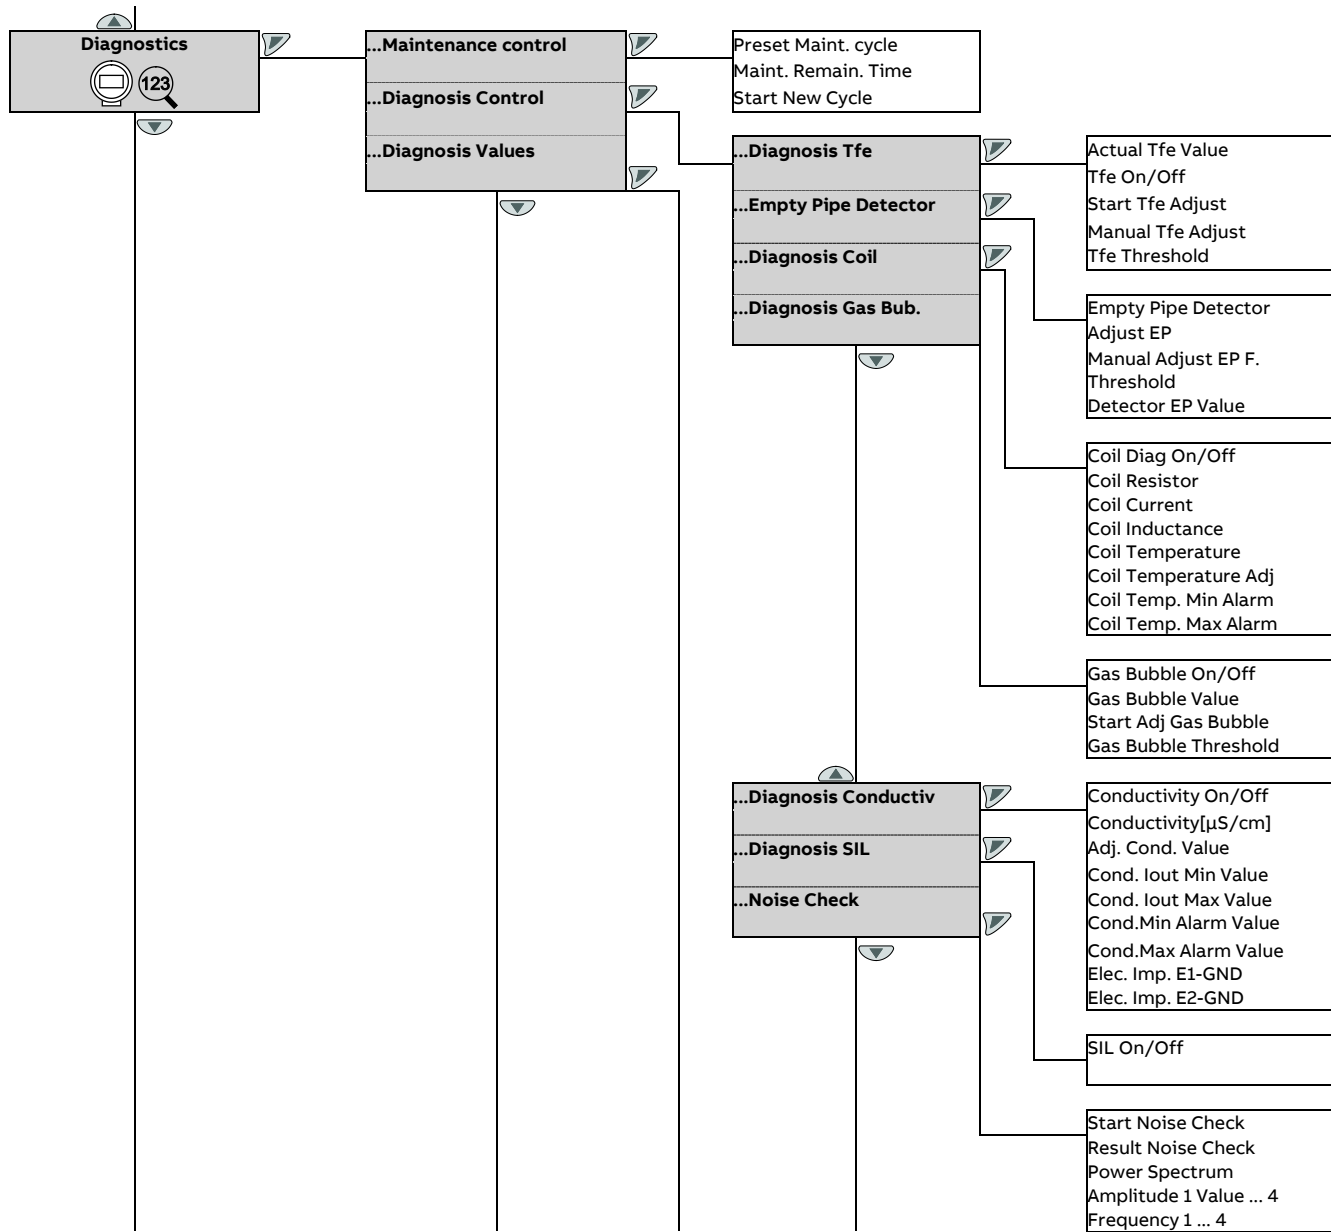 Diagnostics
123
...Maintenance control
...Diagnosis Control
...Diagnosis Values
Preset Maint. cycle
Maint. Remain. Time
Start New Cycle
...Diagnosis Tfe
...Empty Pipe Detector
...Diagnosis Coil
...Diagnosis Gas Bub.
Actual Tfe Value
Tfe On/Off
Start Tfe Adjust
Manual Tfe Adjust
Tfe Threshold
Empty Pipe Detector
Adjust EP
Manual Adjust EP F.
Threshold
Detector EP Value
Coil Diag On/Off
Coil Resistor
Coil Current
Coil Inductance
Coil Temperature
Coil Temperature Adj
Coil Temp. Min Alarm
Coil Temp. Max Alarm
Gas Bubble On/Off
Gas Bubble Value
Start Adj Gas Bubble
Gas Bubble Threshold
...Diagnosis Conductiv
...Diagnosis SIL
...Noise Check
Conductivity On/Off
Conductivity[µS/cm]
Adj. Cond. Value
Cond. Iout Min Value
Cond. Iout Max Value
Cond.Min Alarm Value
Cond.Max Alarm Value
Elec. Imp. E1-GND
Elec. Imp. E2-GND
SIL On/Off
Start Noise Check
Result Noise Check
Power Spectrum
Amplitude 1 Value ... 4
Frequency 1 ... 4